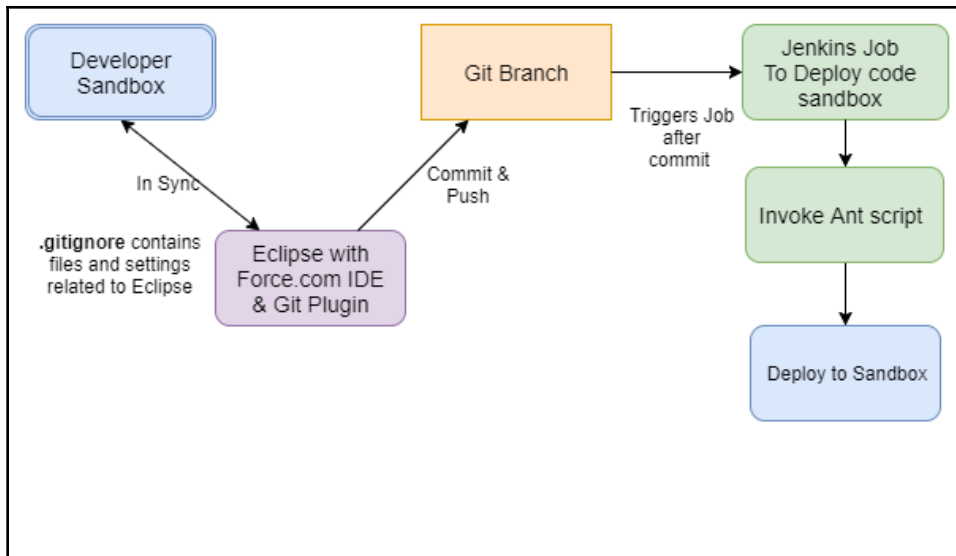 Developer
Sandbox
In Sync
.gitignore contains
files and settings
related to Eclipse
Eclipse with
Force.com IDE
& Git Plugin
Commit &
Push
Git Branch
Triggers Job
after
commit
Jenkins Job
To Deploy code
sandbox
Invoke Ant script
Deploy to Sandbox